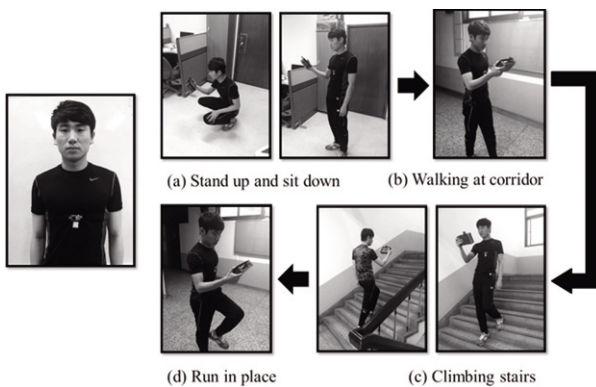 (a) Stand up and sit down
(b) Walking at corridor
(d) Run in place
(c) Climbing stairs